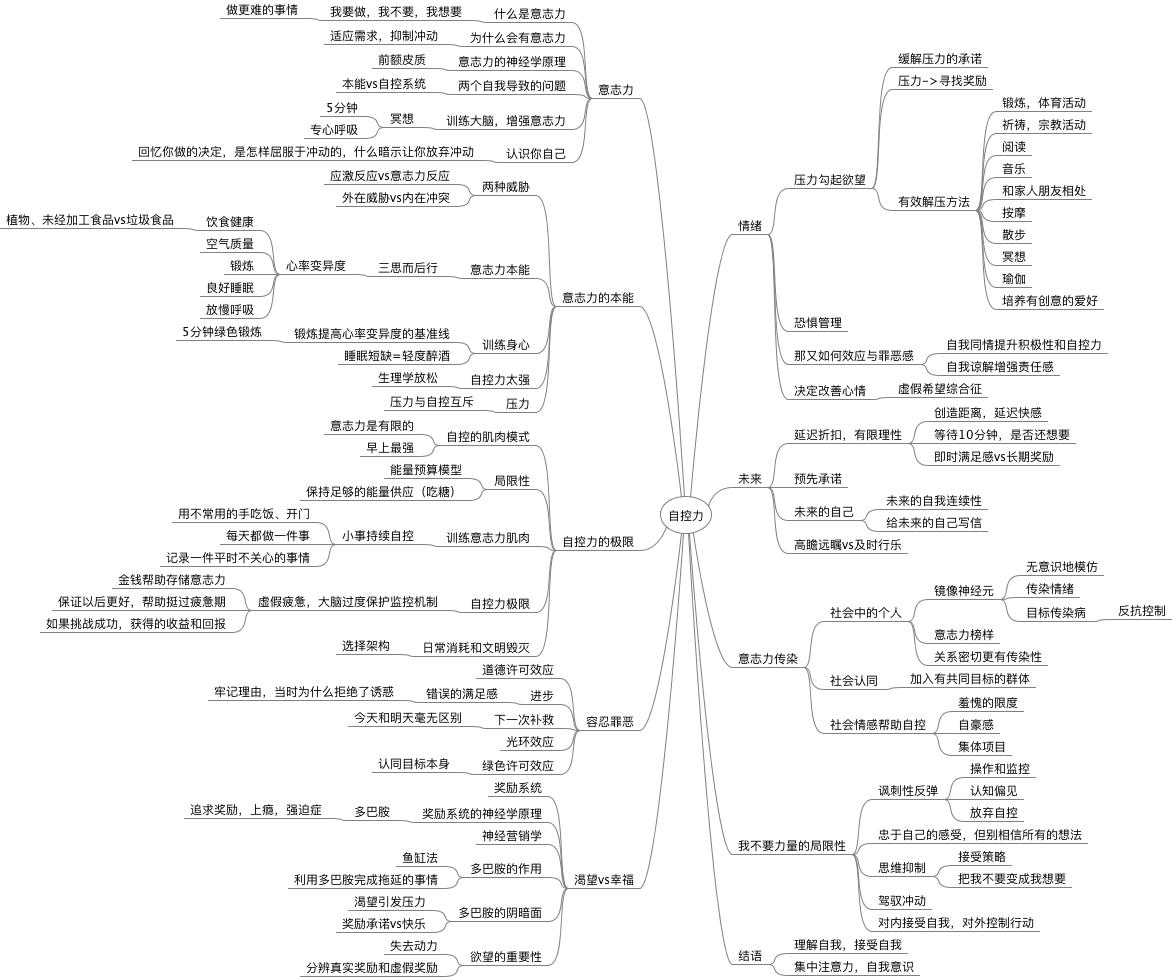 自控力
意志力
什么是意志力
我要做，我不要，我想要
做更难的事情
为什么会有意志力
适应需求，抑制冲动
意志力的神经学原理
前额皮质
两个自我导致的问题
本能vs自控系统
训练大脑，增强意志力
冥想
5分钟
专心呼吸
认识你自己
回忆你做的决定，是怎样屈服于冲动的，什么暗示让你放弃冲动
意志力的本能
两种威胁
应激反应vs意志力反应
外在威胁vs内在冲突
意志力本能
三思而后行
心率变异度
饮食健康
植物、未经加工食品vs垃圾食品
空气质量
锻炼
良好睡眠
放慢呼吸
训练身心
锻炼提高心率变异度的基准线
5分钟绿色锻炼
睡眠短缺=轻度醉酒
自控力太强
生理学放松
压力
压力与自控互斥
自控力的极限
自控的肌肉模式
意志力是有限的
早上最强
局限性
能量预算模型
保持足够的能量供应（吃糖）
训练意志力肌肉
小事持续自控
用不常用的手吃饭、开门
每天都做一件事
记录一件平时不关心的事情
自控力极限
虚假疲惫，大脑过度保护监控机制
金钱帮助存储意志力
保证以后更好，帮助挺过疲惫期
如果挑战成功，获得的收益和回报
日常消耗和文明毁灭
选择架构
容忍罪恶
道德许可效应
进步
错误的满足感
牢记理由，当时为什么拒绝了诱惑
下一次补救
今天和明天毫无区别
光环效应
绿色许可效应
认同目标本身
渴望vs幸福
奖励系统
奖励系统的神经学原理
多巴胺
追求奖励，上瘾，强迫症
神经营销学
多巴胺的作用
鱼缸法
利用多巴胺完成拖延的事情
多巴胺的阴暗面
渴望引发压力
奖励承诺vs快乐
欲望的重要性
失去动力
分辨真实奖励和虚假奖励
情绪
压力勾起欲望
缓解压力的承诺
压力->寻找奖励
有效解压方法
锻炼，体育活动
祈祷，宗教活动
阅读
音乐
和家人朋友相处
按摩
散步
冥想
瑜伽
培养有创意的爱好
恐惧管理
那又如何效应与罪恶感
自我同情提升积极性和自控力
自我谅解增强责任感
决定改善心情
虚假希望综合征
未来
延迟折扣，有限理性
创造距离，延迟快感
等待10分钟，是否还想要
即时满足感vs长期奖励
预先承诺
未来的自己
未来的自我连续性
给未来的自己写信
高瞻远瞩vs及时行乐
意志力传染
社会中的个人
镜像神经元
无意识地模仿
传染情绪
目标传染病
反抗控制
意志力榜样
关系密切更有传染性
社会认同
加入有共同目标的群体
社会情感帮助自控
羞愧的限度
自豪感
集体项目
我不要力量的局限性
讽刺性反弹
操作和监控
认知偏见
放弃自控
忠于自己的感受，但别相信所有的想法
思维抑制
接受策略
把我不要变成我想要
驾驭冲动
对内接受自我，对外控制行动
结语
理解自我，接受自我
集中注意力，自我意识